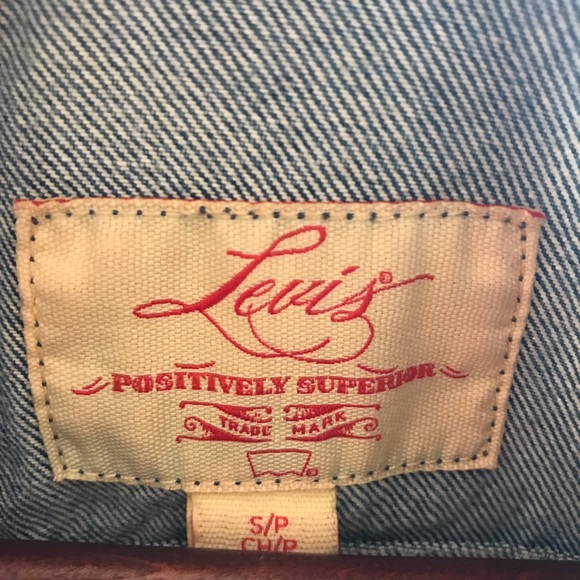 Levi's®
POSITIVELY SUPERIOR
TRADE MARK
®
S/P
CH/P